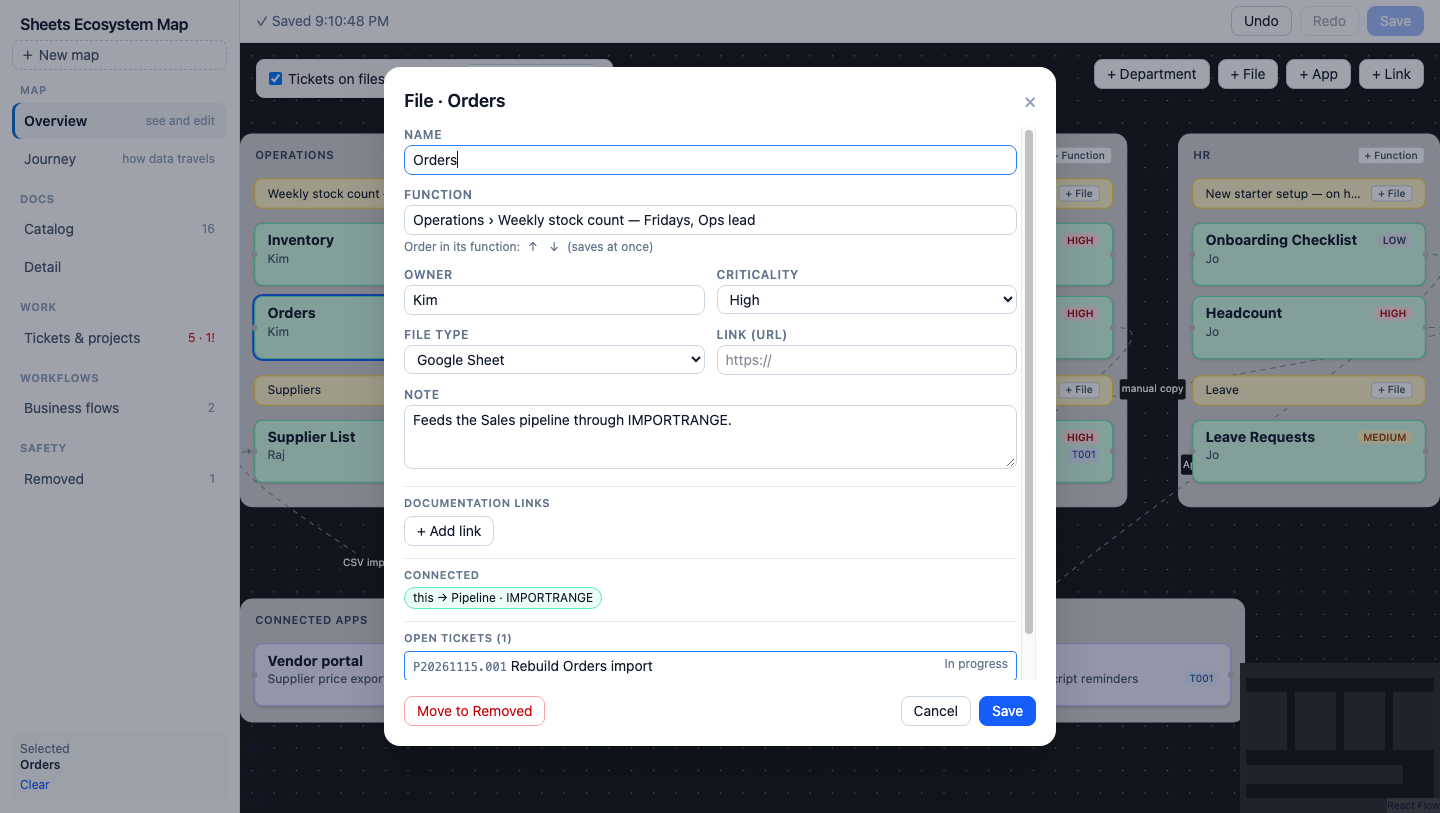 Sheets Ecosystem Map
+ New map
MAP
Overview see and edit
Journey how data travels
DOCS
Catalog 16
Detail
WORK
Tickets & projects 5 · 1!
WORKFLOWS
Business flows 2
SAFETY
Removed 1
Selected
Orders
Clear
✓ Saved 9:10:48 PM
Undo
Redo
Save
Tickets on files
+ Department
+ File
+ App
+ Link
OPERATIONS
Weekly stock count
Inventory
Kim
Orders
Kim
Suppliers
Supplier List
Raj
CSV imp
CONNECTED APPS
Vendor portal
Supplier price expor
File · Orders
×
NAME
Orders
FUNCTION
Operations › Weekly stock count — Fridays, Ops lead
Order in its function: ↑ ↓ (saves at once)
OWNER
CRITICALITY
Kim
High
FILE TYPE
LINK (URL)
Google Sheet
https://
NOTE
Feeds the Sales pipeline through IMPORTRANGE.
DOCUMENTATION LINKS
+ Add link
CONNECTED
this → Pipeline · IMPORTRANGE
OPEN TICKETS (1)
P20261115.001 Rebuild Orders import In progress
Move to Removed
Cancel
Save
Function
+ File
HIGH
HIGH
+ File
HIGH
T001
manual copy
HR
+ Function
New starter setup — on h... + File
Onboarding Checklist LOW
Jo
Headcount HIGH
Jo
Leave + File
Leave Requests MEDIUM
Jo
cript reminders T001
React Flow